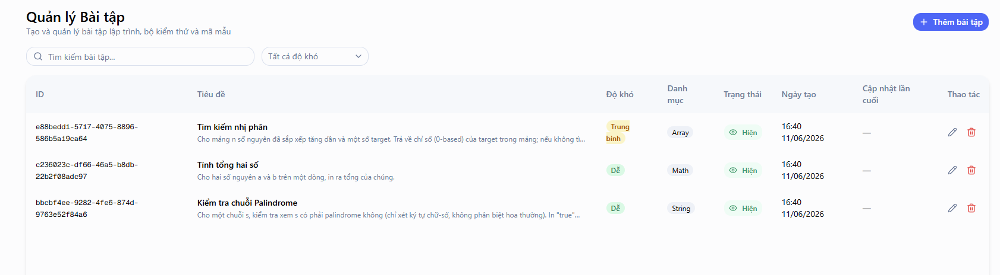 Quản lý Bài tập
Tạo và quản lý bài tập lập trình, bộ kiểm thử và mã mẫu
Thêm bài tập
Tìm kiếm bài tập...
Tất cả độ khó
ID Tiêu đề Độ khó Danh mục Trạng thái Ngày tạo Cập nhật lần cuối Thao tác
e88bedd1-5717-4075-8896-
586b5a19ca64
Tìm kiếm nhị phân
Cho mảng n số nguyên đã sắp xếp tăng dần và một số target. Trả về chỉ số (0-based) của target trong mảng; nếu không tì...
Trung
bình
Array
Hiện
16:40
11/06/2026
—
c236023c-df66-46a5-b8db-
22b2f08adc97
Tính tổng hai số
Cho hai số nguyên a và b trên một dòng, in ra tổng của chúng.
Dễ
Math
Hiện
16:40
11/06/2026
—
bbcbf4ee-9282-4fe6-874d-
9763e52f84a6
Kiểm tra chuỗi Palindrome
Cho một chuỗi s, kiểm tra xem s có phải palindrome không (chỉ xét ký tự chữ-số, không phân biệt hoa thường). In "true"...
Dễ
String
Hiện
16:40
11/06/2026
—